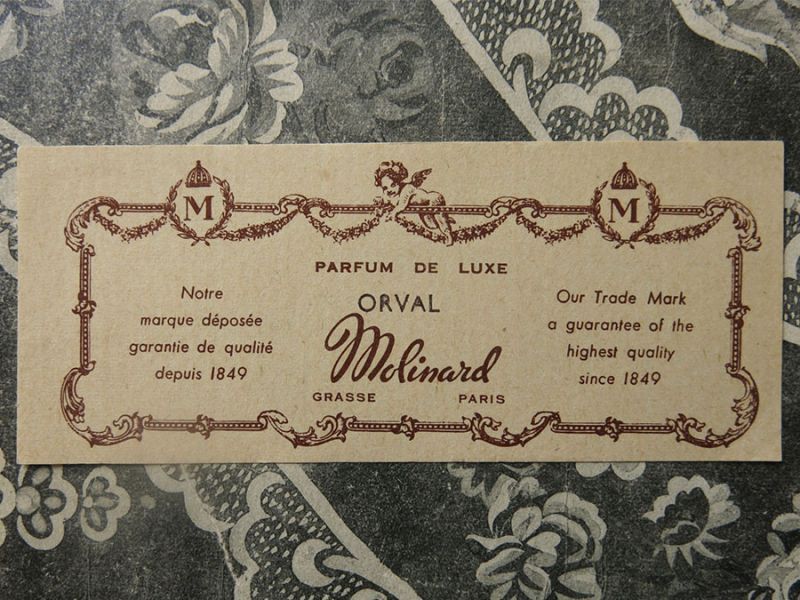 M
M
PARFUM DE LUXE
ORVAL
Molinard
GRASSE PARIS
Notre
marque déposée
garantie de qualité
depuis 1849
Our Trade Mark
a guarantee of the
highest quality
since 1849